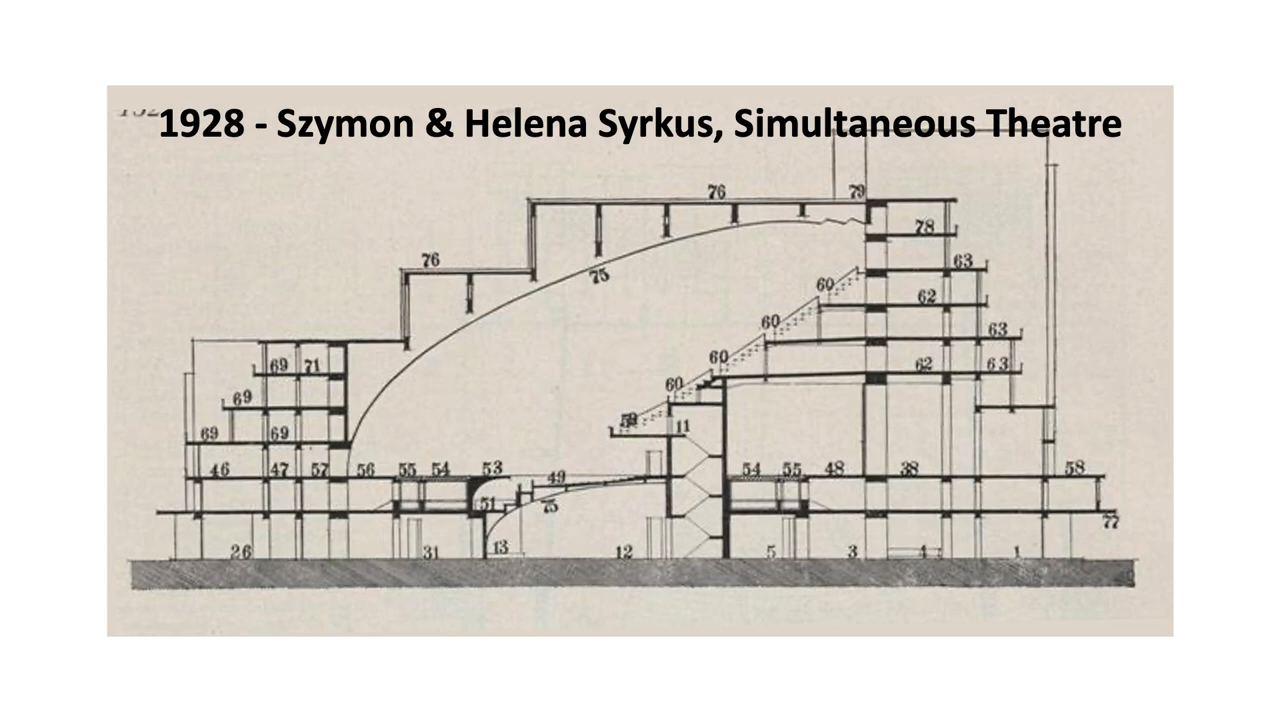 1928 - Szymon & Helena Syrkus, Simultaneous Theatre
76 79
78
76 63
75
60 62
60 63
69 71 60 62 63
69 60
69 69 11
46 47 57 56 55 54 53 49 54 55 48 38 58
51 75 77
26 31 13 12 5 3 4 1